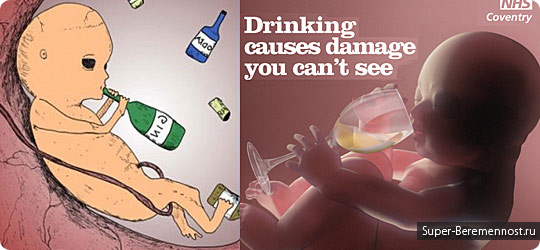 GIN
NHS
Coventry
Drinking
causes damage
you can't see
Super-Beremennost.ru